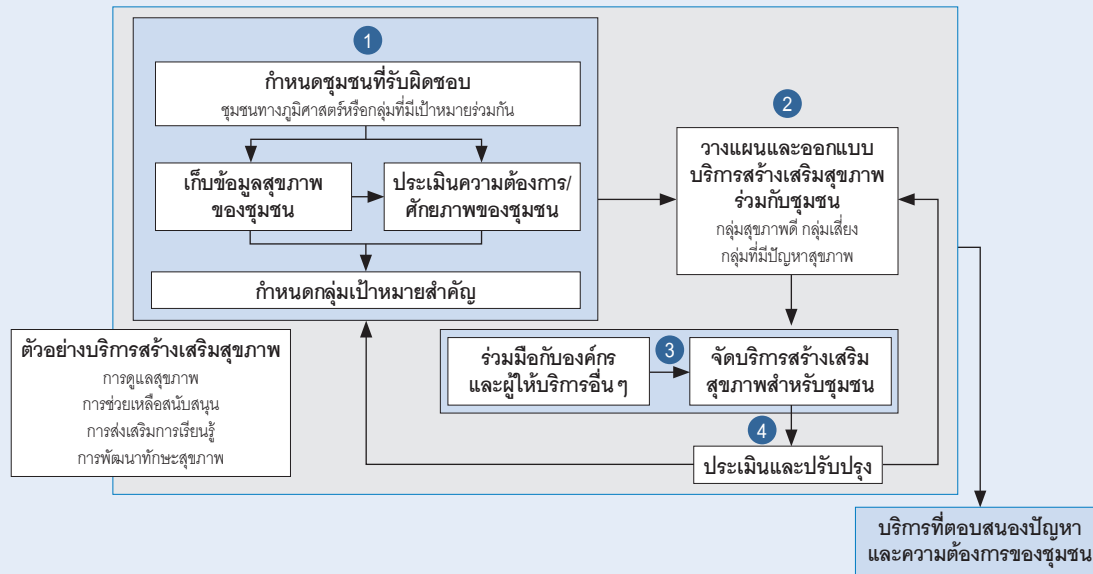 1
กำหนดชุมชนที่รับผิดชอบ
ชุมชนทางภูมิศาสตร์หรือกลุ่มที่มีเป้าหมายร่วมกัน
เก็บข้อมูลสุขภาพ
ของชุมชน
ประเมินความต้องการ/
ศักยภาพของชุมชน
กำหนดกลุ่มเป้าหมายสำคัญ
2
วางแผนและออกแบบ
บริการสร้างเสริมสุขภาพ
ร่วมกับชุมชน
กลุ่มสุขภาพดี กลุ่มเสี่ยง
กลุ่มที่มีปัญหาสุขภาพ
ตัวอย่างบริการสร้างเสริมสุขภาพ
การดูแลสุขภาพ
การช่วยเหลือสนับสนุน
การส่งเสริมการเรียนรู้
การพัฒนาทักษะสุขภาพ
ร่วมมือกับองค์กร
และผู้ให้บริการอื่น ๆ
3
จัดบริการสร้างเสริม
สุขภาพสำหรับชุมชน
4
ประเมินและปรับปรุง
บริการที่ตอบสนองปัญหา
และความต้องการของชุมชน